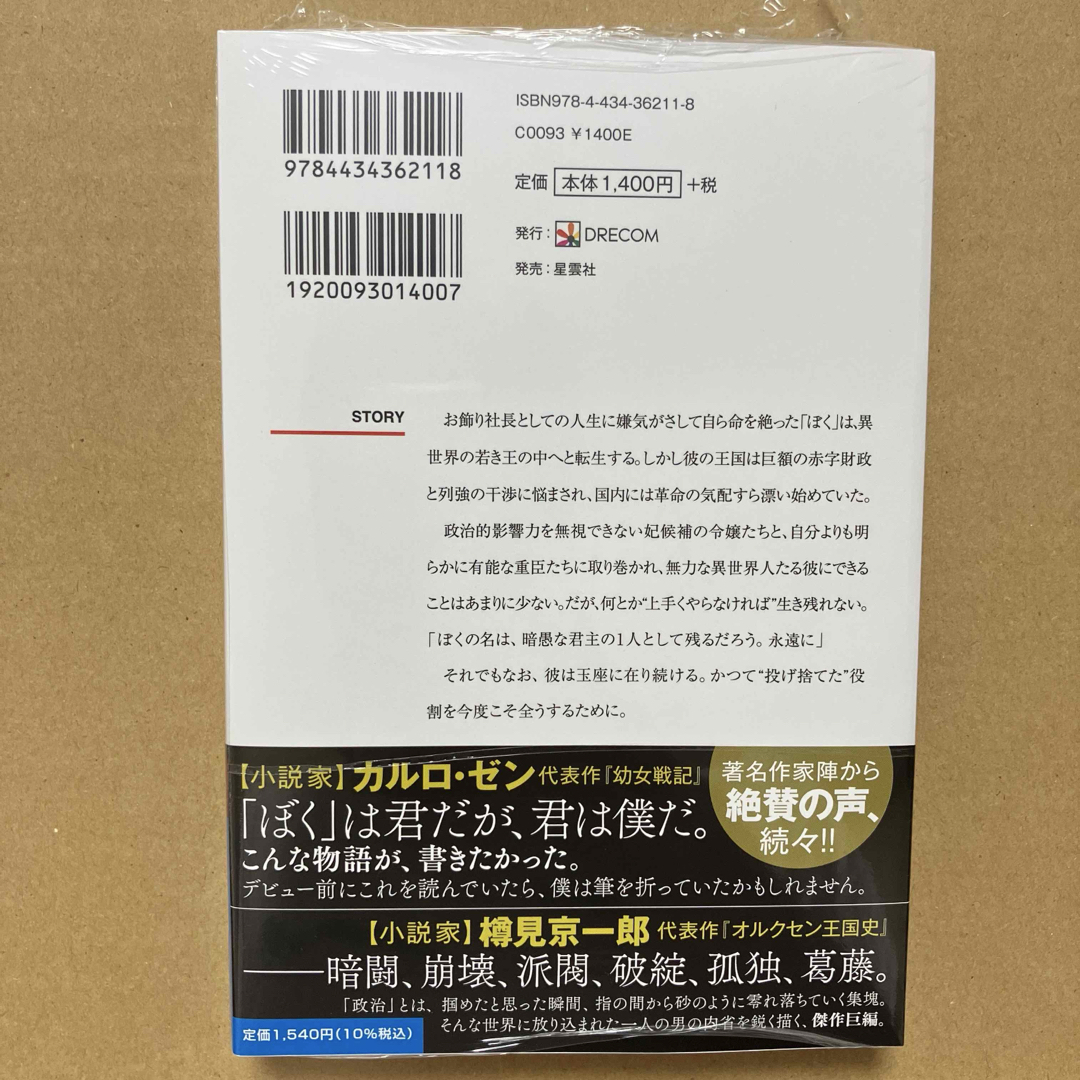 ISBN978-4-434-36211-8
C0093 ¥1400E
9784434362118
定価 本体1,400円 +税
発行: DRECOM
発売:星雲社
1920093014007
STORY
お飾り社長としての人生に嫌気がさして自ら命を絶った「ぼく」は、異
世界の若き王の中へと転生する。しかし彼の王国は巨額の赤字財政
と列強の干渉に悩まされ、国内には革命の気配すら漂い始めていた。
政治的影響力を無視できない妃候補の令嬢たちと、自分よりも明
らかに有能な重臣たちに取り巻かれ、無力な異世界人たる彼にできる
ことはあまりに少ない。だが、何とか“上手くやらなければ”生き残れない。
「ぼくの名は、暗愚な君主の1人として残るだろう。永遠に」
それでもなお、彼は玉座に在り続ける。かつて“投げ捨てた”役
割を今度こそ全うするために。
【小説家】カルロ・ゼン 代表作『幼女戦記』
「ぼく」は君だが、君は僕だ。
こんな物語が、書きたかった。
デビュー前にこれを読んでいたら、僕は筆を折っていたかもしれません。
著名作家陣から
絶賛の声、
続々!!
【小説家】樽見京一郎 代表作『オルクセン王国史』
――暗闘、崩壊、派閥、破綻、孤独、葛藤。
「政治」とは、掴めたと思った瞬間、指の間から砂のように零れ落ちていく集塊。
そんな世界に放り込まれた一人の男の内省を鋭く描く、傑作巨編。
定価1,540円(10%税込)